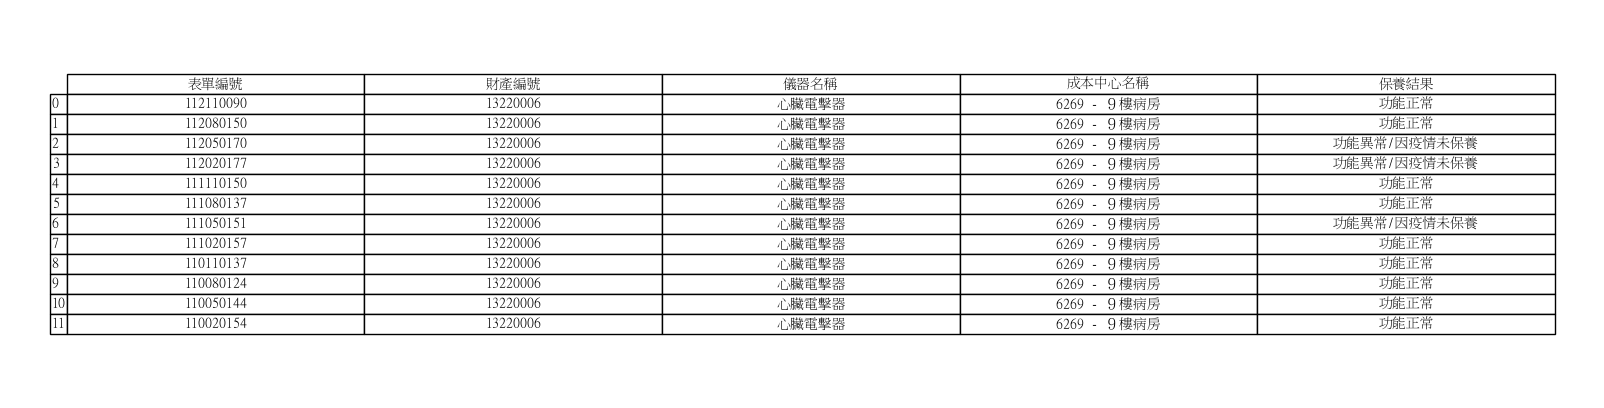 表單編號 財產編號 儀器名稱 成本中心名稱 保養結果
0 112110090 13220006 心臟電擊器 6269 - 9樓病房 功能正常
1 112080150 13220006 心臟電擊器 6269 - 9樓病房 功能正常
2 112050170 13220006 心臟電擊器 6269 - 9樓病房 功能異常/因疫情未保養
3 112020177 13220006 心臟電擊器 6269 - 9樓病房 功能異常/因疫情未保養
4 111110150 13220006 心臟電擊器 6269 - 9樓病房 功能正常
5 111080137 13220006 心臟電擊器 6269 - 9樓病房 功能正常
6 111050151 13220006 心臟電擊器 6269 - 9樓病房 功能異常/因疫情未保養
7 111020157 13220006 心臟電擊器 6269 - 9樓病房 功能正常
8 110110137 13220006 心臟電擊器 6269 - 9樓病房 功能正常
9 110080124 13220006 心臟電擊器 6269 - 9樓病房 功能正常
10 110050144 13220006 心臟電擊器 6269 - 9樓病房 功能正常
11 110020154 13220006 心臟電擊器 6269 - 9樓病房 功能正常